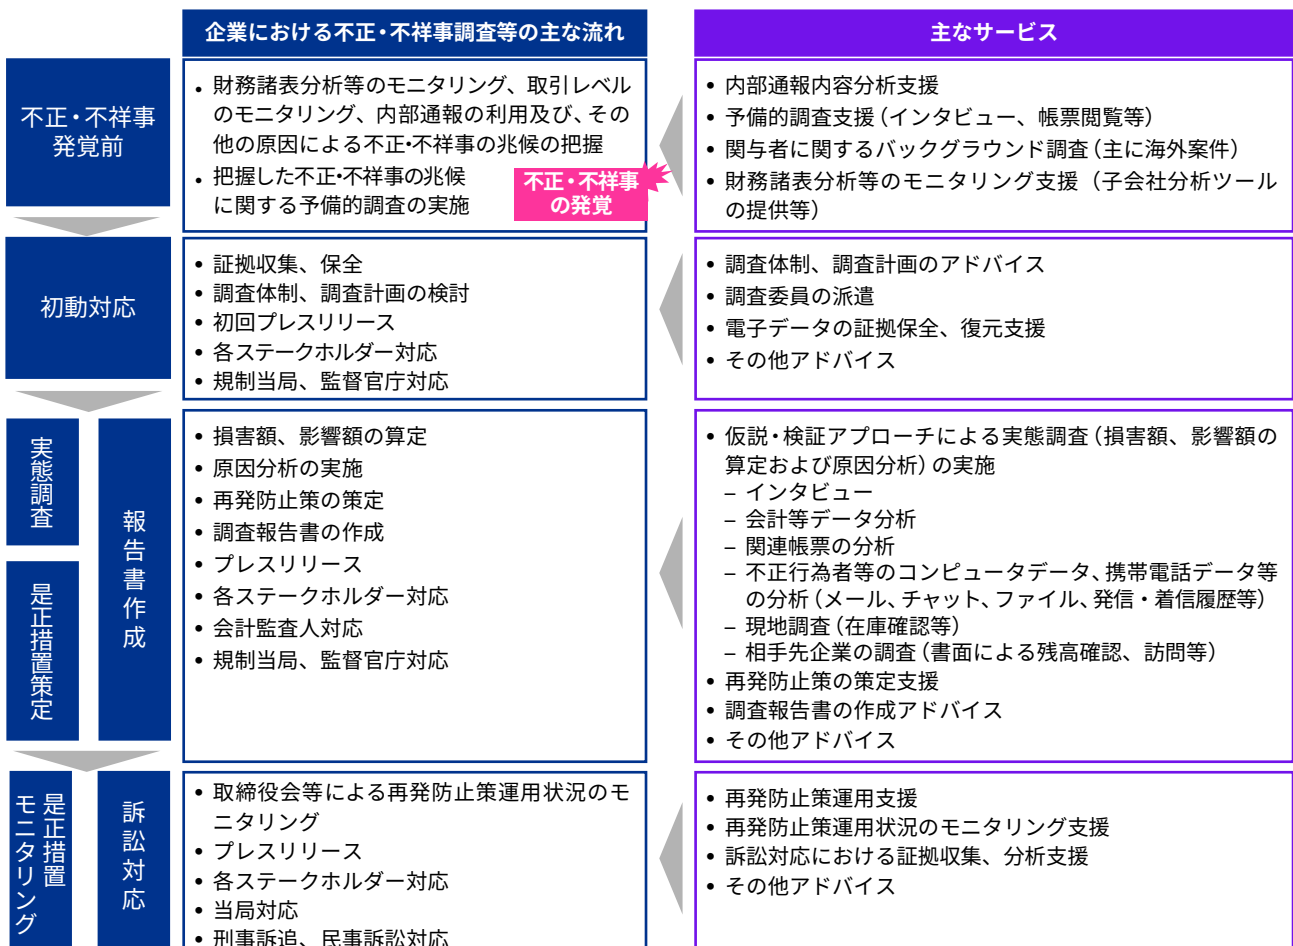 企業における不正・不祥事調査等の主な流れ
主なサービス
不正・不祥事
発覚前
• 財務諸表分析等のモニタリング、取引レベル
のモニタリング、内部通報の利用及び、その
他の原因による不正・不祥事の兆候の把握
• 把握した不正・不祥事の兆候
に関する予備的調査の実施
不正・不祥事
の発覚
• 内部通報内容分析支援
• 予備的調査支援（インタビュー、帳票閲覧等）
• 関与者に関するバックグラウンド調査（主に海外案件）
• 財務諸表分析等のモニタリング支援（子会社分析ツール
の提供等）
初動対応
• 証拠収集、保全
• 調査体制、調査計画の検討
• 初回プレスリリース
• 各ステークホルダー対応
• 規制当局、監督官庁対応
• 調査体制、調査計画のアドバイス
• 調査委員の派遣
• 電子データの証拠保全、復元支援
• その他アドバイス
実態調査
是正措置策定
報告書作成
• 損害額、影響額の算定
• 原因分析の実施
• 再発防止策の策定
• 調査報告書の作成
• プレスリリース
• 各ステークホルダー対応
• 会計監査人対応
• 規制当局、監督官庁対応
• 仮説・検証アプローチによる実態調査（損害額、影響額の
算定および原因分析）の実施
– インタビュー
– 会計等データ分析
– 関連帳票の分析
– 不正行為者等のコンピュータデータ、携帯電話データ等
の分析（メール、チャット、ファイル、発信・着信履歴等）
– 現地調査（在庫確認等）
– 相手先企業の調査（書面による残高確認、訪問等）
• 再発防止策の策定支援
• 調査報告書の作成アドバイス
• その他アドバイス
是正措置
モニタリング
訴訟対応
• 取締役会等による再発防止策運用状況のモ
ニタリング
• プレスリリース
• 各ステークホルダー対応
• 当局対応
• 刑事訴追、民事訴訟対応
• 再発防止策運用支援
• 再発防止策運用状況のモニタリング支援
• 訴訟対応における証拠収集、分析支援
• その他アドバイス